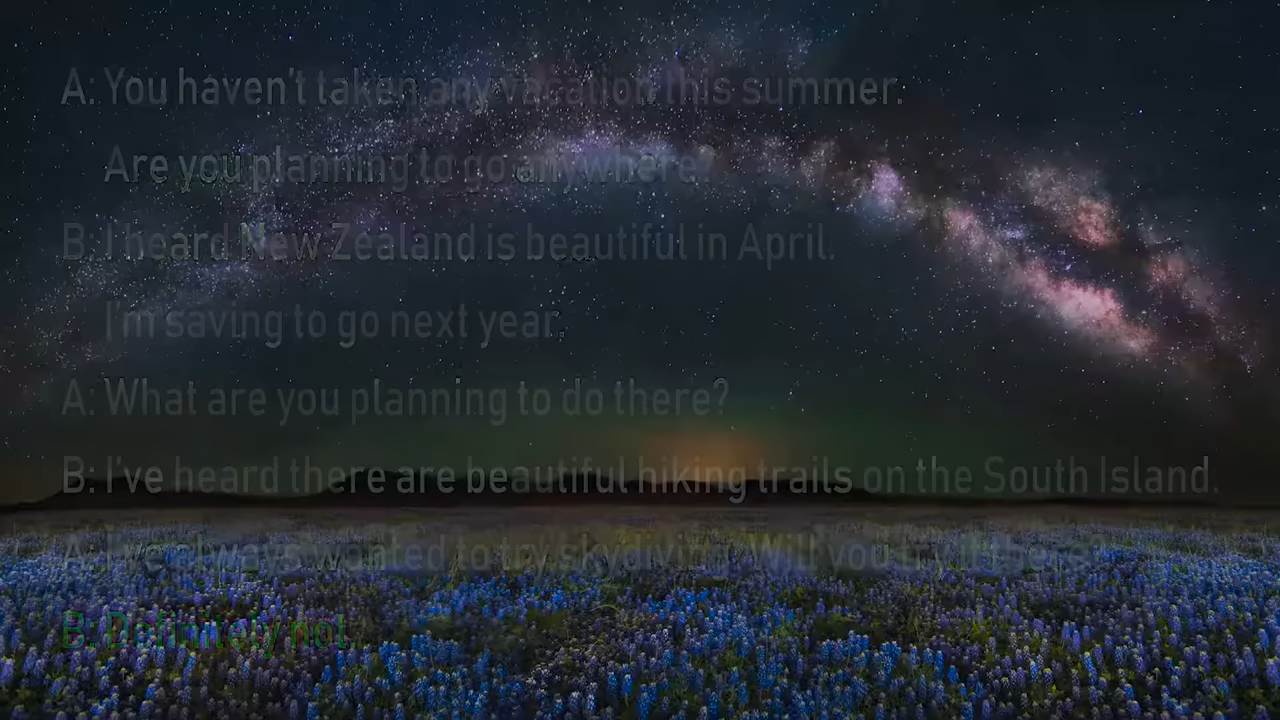 A: You haven't taken any vacation this summer.
Are you planning to go anywhere?
B: I heard New Zealand is beautiful in April.
I'm saving to go next year.
A: What are you planning to do there?
B: I've heard there are beautiful hiking trails on the South Island.
A: I've always wanted to try skydiving. Will you try it there?
B: Definitely not.